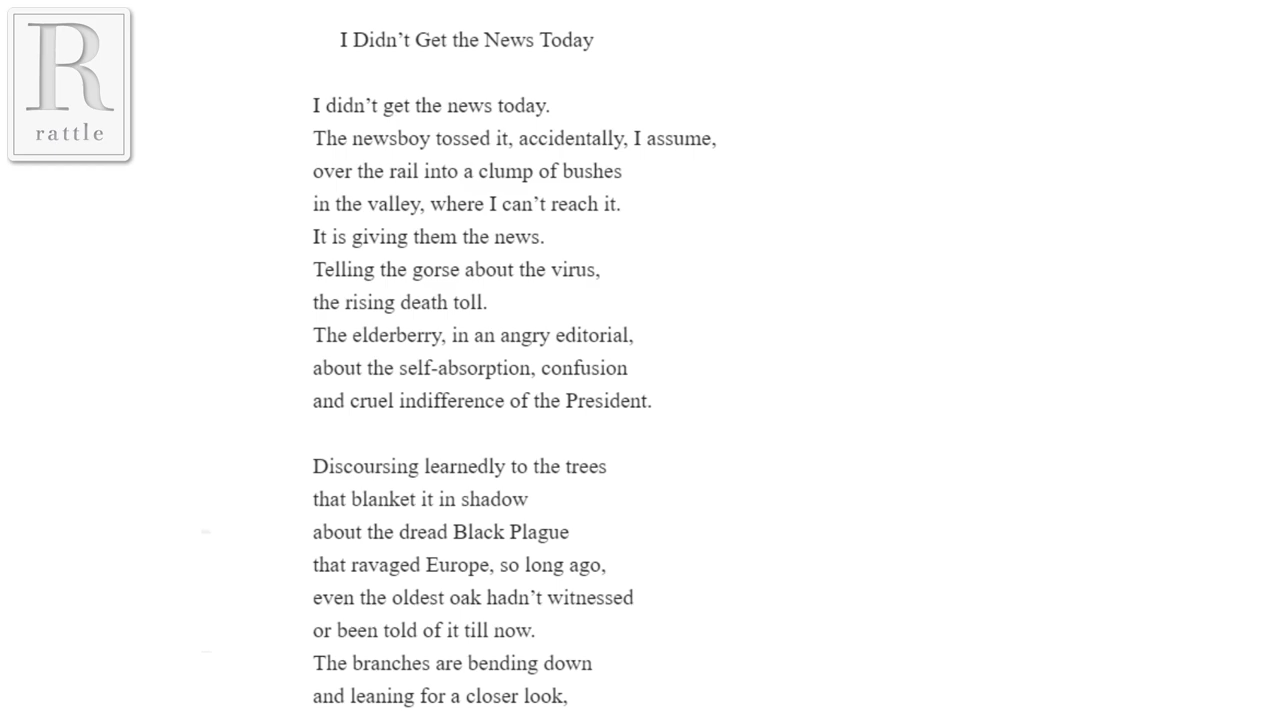 R
rattle
I Didn’t Get the News Today
I didn’t get the news today.
The newsboy tossed it, accidentally, I assume,
over the rail into a clump of bushes
in the valley, where I can’t reach it.
It is giving them the news.
Telling the gorse about the virus,
the rising death toll.
The elderberry, in an angry editorial,
about the self-absorption, confusion
and cruel indifference of the President.
Discoursing learnedly to the trees
that blanket it in shadow
about the dread Black Plague
that ravaged Europe, so long ago,
even the oldest oak hadn’t witnessed
or been told of it till now.
The branches are bending down
and leaning for a closer look,